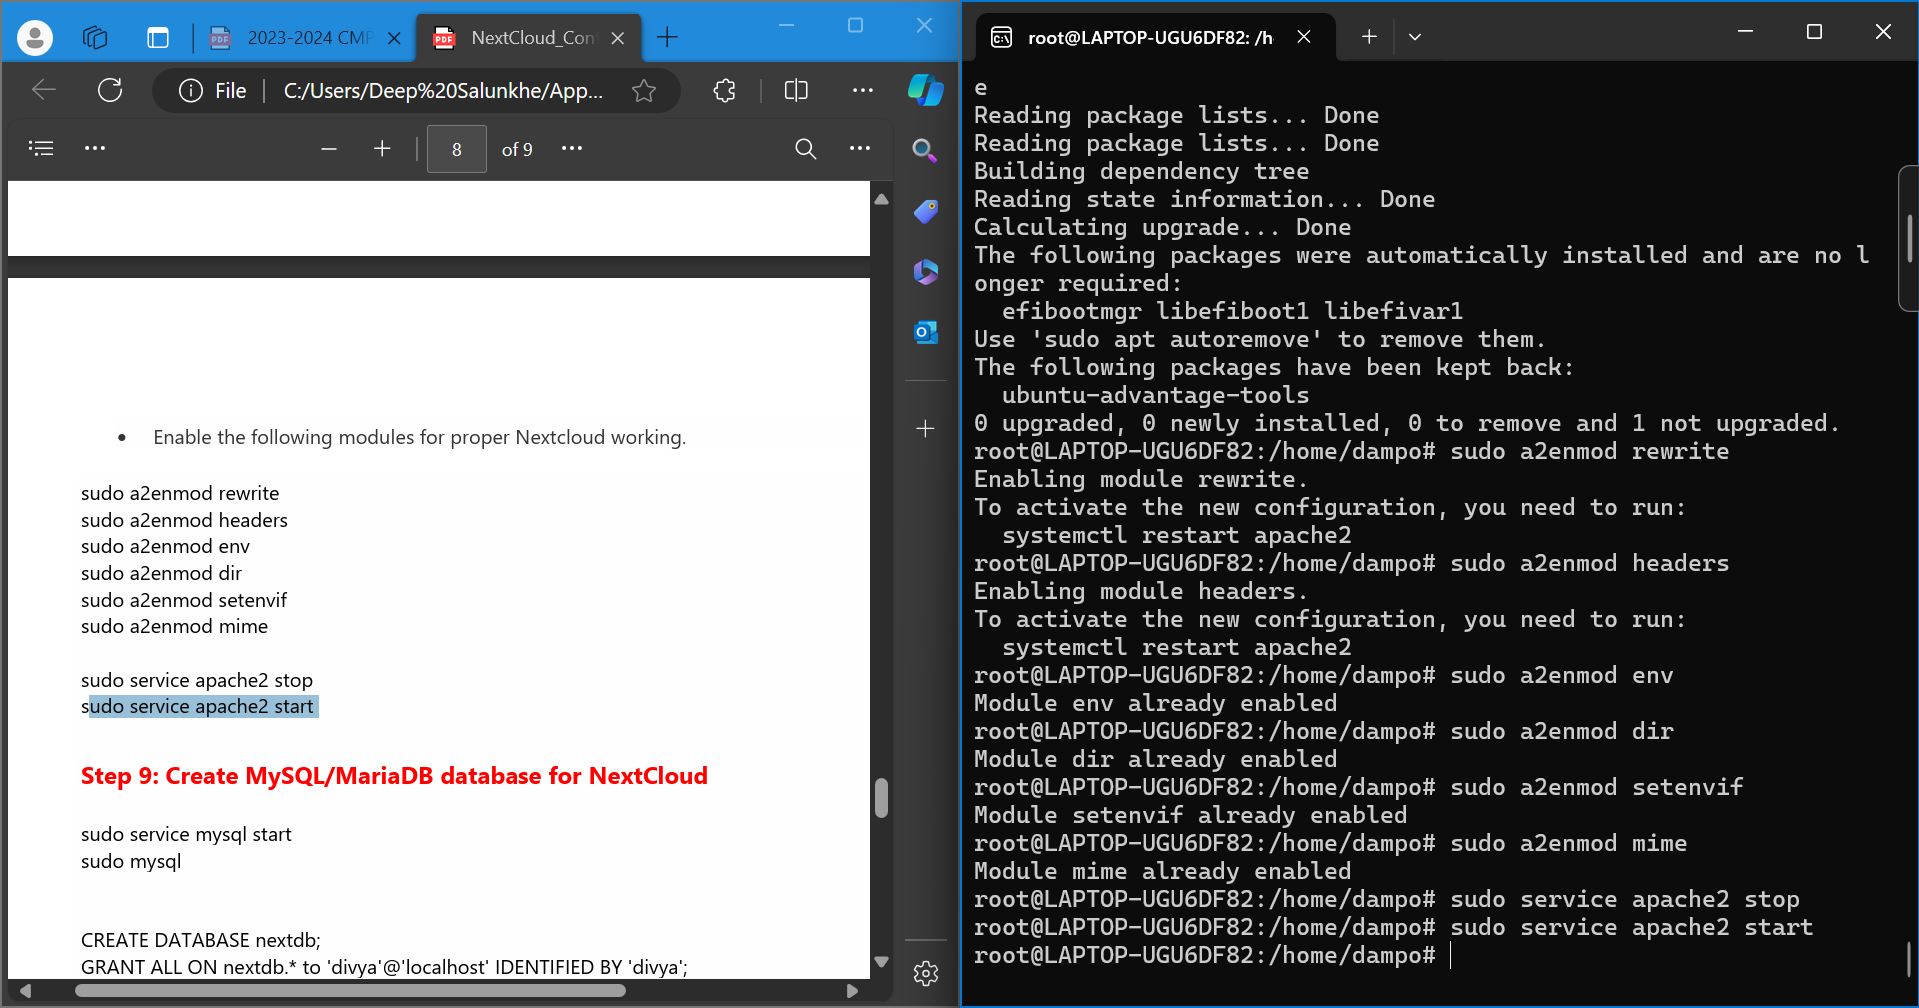 2023-2024 CMP
NextCloud_Con
File
C:/Users/Deep%20Salunkhe/App...
8
of 9
• Enable the following modules for proper Nextcloud working.
sudo a2enmod rewrite
sudo a2enmod headers
sudo a2enmod env
sudo a2enmod dir
sudo a2enmod setenvif
sudo a2enmod mime
sudo service apache2 stop
sudo service apache2 start
Step 9: Create MySQL/MariaDB database for NextCloud
sudo service mysql start
sudo mysql
CREATE DATABASE nextdb;
GRANT ALL ON nextdb.* to 'divya'@'localhost' IDENTIFIED BY 'divya';
root@LAPTOP-UGU6DF82: /h
e
Reading package lists... Done
Reading package lists... Done
Building dependency tree
Reading state information... Done
Calculating upgrade... Done
The following packages were automatically installed and are no l
onger required:
  efibootmgr libefiboot1 libefivar1
Use 'sudo apt autoremove' to remove them.
The following packages have been kept back:
  ubuntu-advantage-tools
0 upgraded, 0 newly installed, 0 to remove and 1 not upgraded.
root@LAPTOP-UGU6DF82:/home/dampo# sudo a2enmod rewrite
Enabling module rewrite.
To activate the new configuration, you need to run:
  systemctl restart apache2
root@LAPTOP-UGU6DF82:/home/dampo# sudo a2enmod headers
Enabling module headers.
To activate the new configuration, you need to run:
  systemctl restart apache2
root@LAPTOP-UGU6DF82:/home/dampo# sudo a2enmod env
Module env already enabled
root@LAPTOP-UGU6DF82:/home/dampo# sudo a2enmod dir
Module dir already enabled
root@LAPTOP-UGU6DF82:/home/dampo# sudo a2enmod setenvif
Module setenvif already enabled
root@LAPTOP-UGU6DF82:/home/dampo# sudo a2enmod mime
Module mime already enabled
root@LAPTOP-UGU6DF82:/home/dampo# sudo service apache2 stop
root@LAPTOP-UGU6DF82:/home/dampo# sudo service apache2 start
root@LAPTOP-UGU6DF82:/home/dampo#